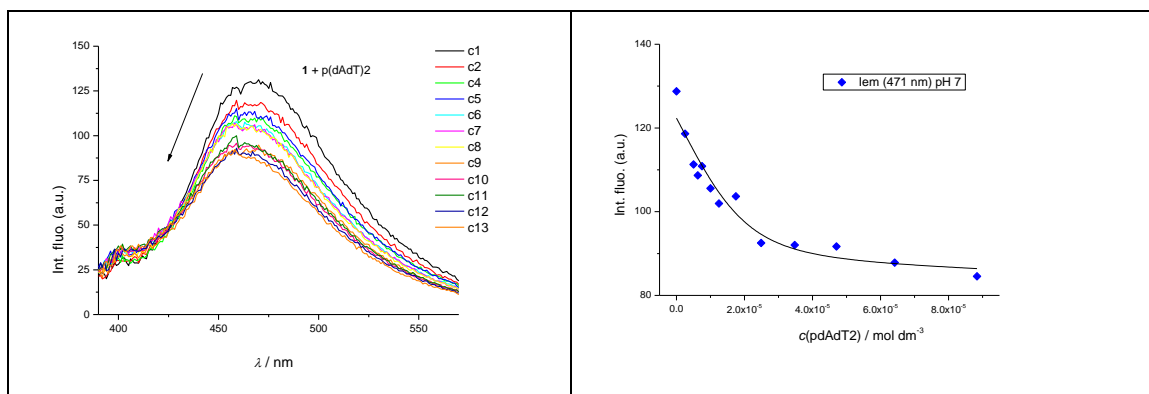 150
125
100
75
50
25
0
400
450
500
550
Int. fluo. (a.u.)
λ / nm
1 + p(dAdT)2
c1
c2
c4
c5
c6
c7
c8
c9
c10
c11
c12
c13
140
120
100
80
0.0
2.0x10⁻⁵
4.0x10⁻⁵
6.0x10⁻⁵
8.0x10⁻⁵
Int. fluo. (a.u.)
c(pdAdT2) / mol dm⁻³
Iem (471 nm) pH 7